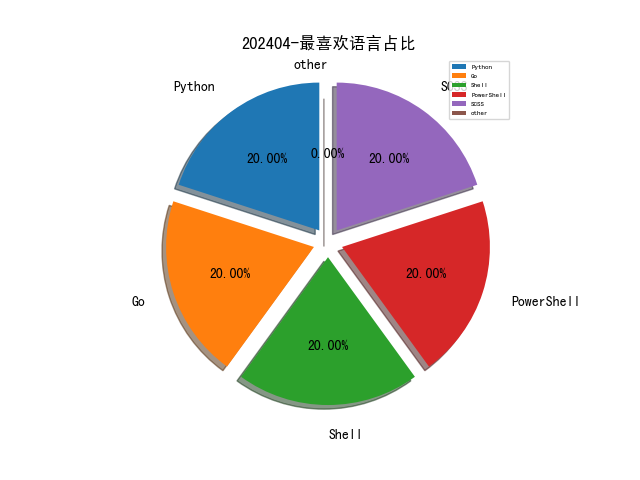 202404-最喜欢语言占比
other
Python
Python
Go
Shell
PowerShell
SCSS
other
20.00%
0.00%
20.00%
20.00%
20.00%
Go
PowerShell
20.00%
Shell